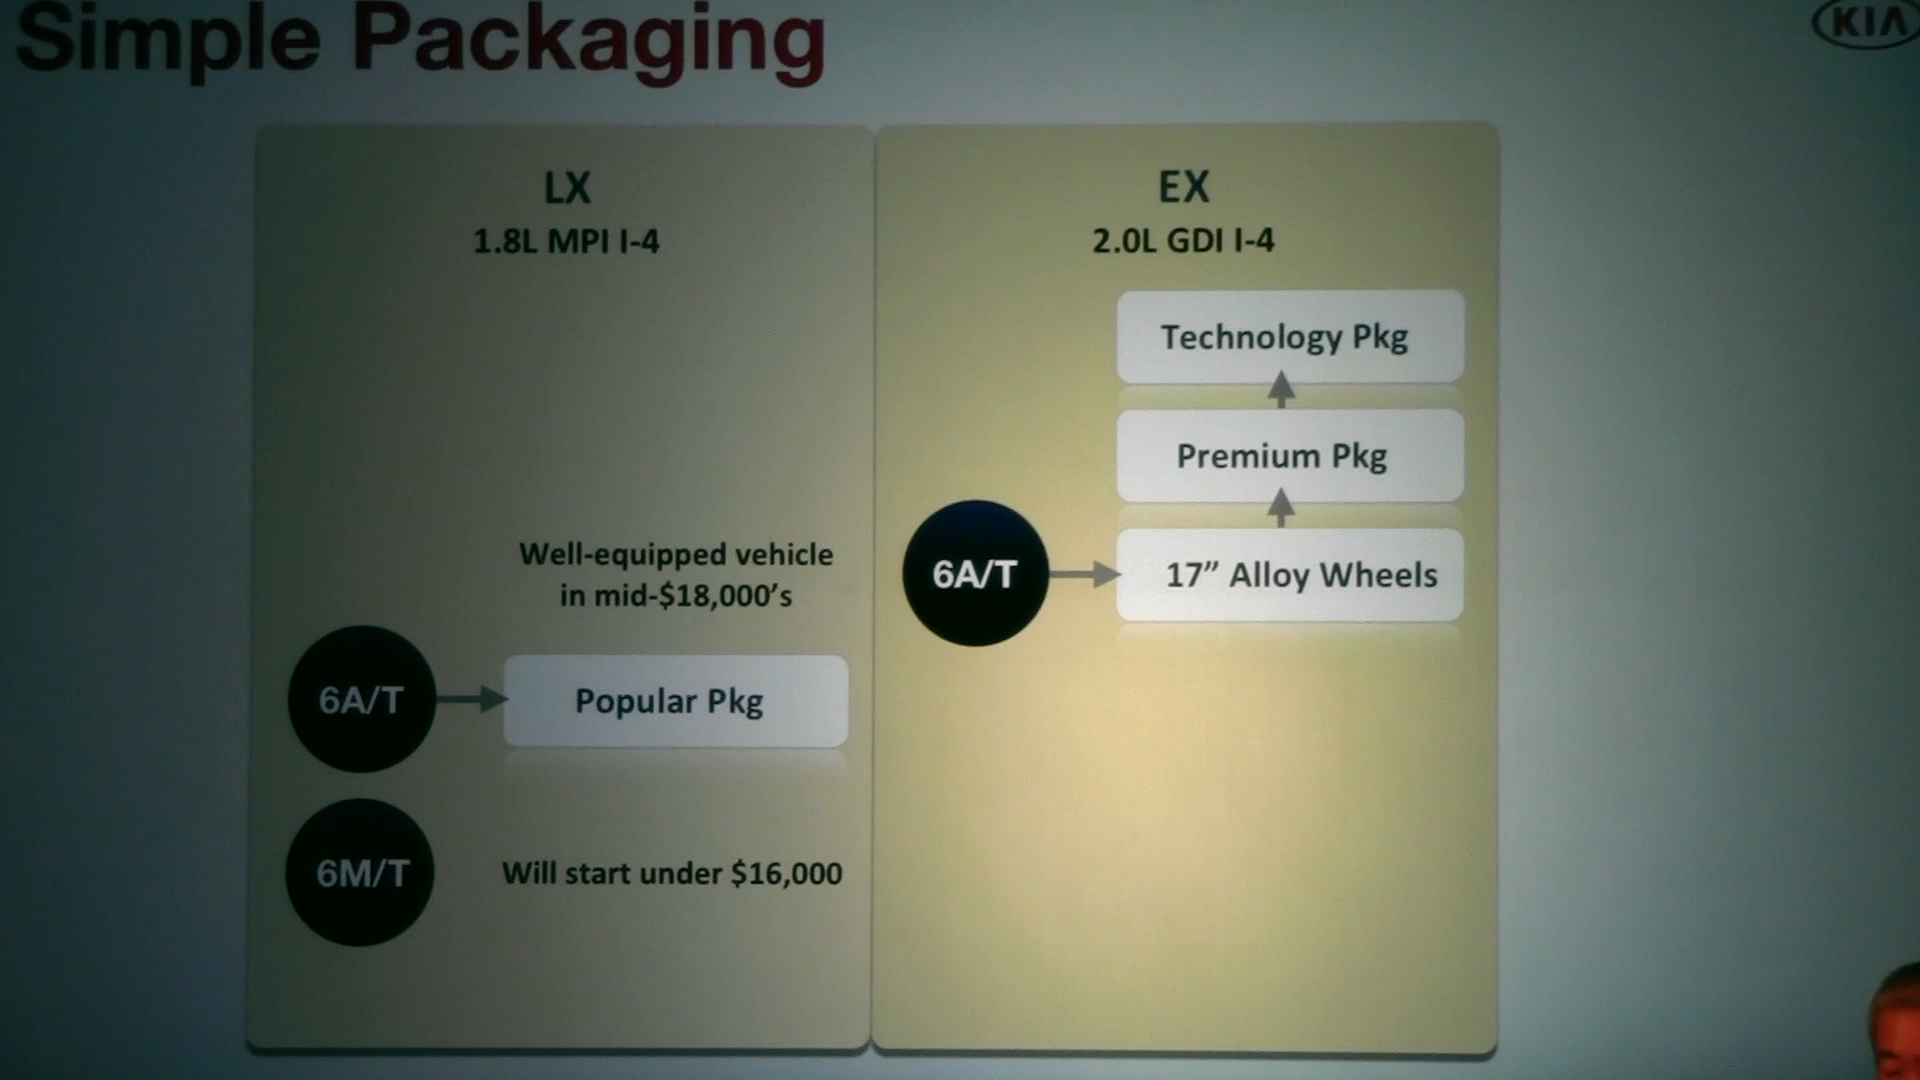 Simple Packaging
KIA
LX
1.8L MPI I-4
Well-equipped vehicle
in mid-$18,000’s
6A/T
Popular Pkg
6M/T
Will start under $16,000
EX
2.0L GDI I-4
Technology Pkg
Premium Pkg
6A/T
17” Alloy Wheels